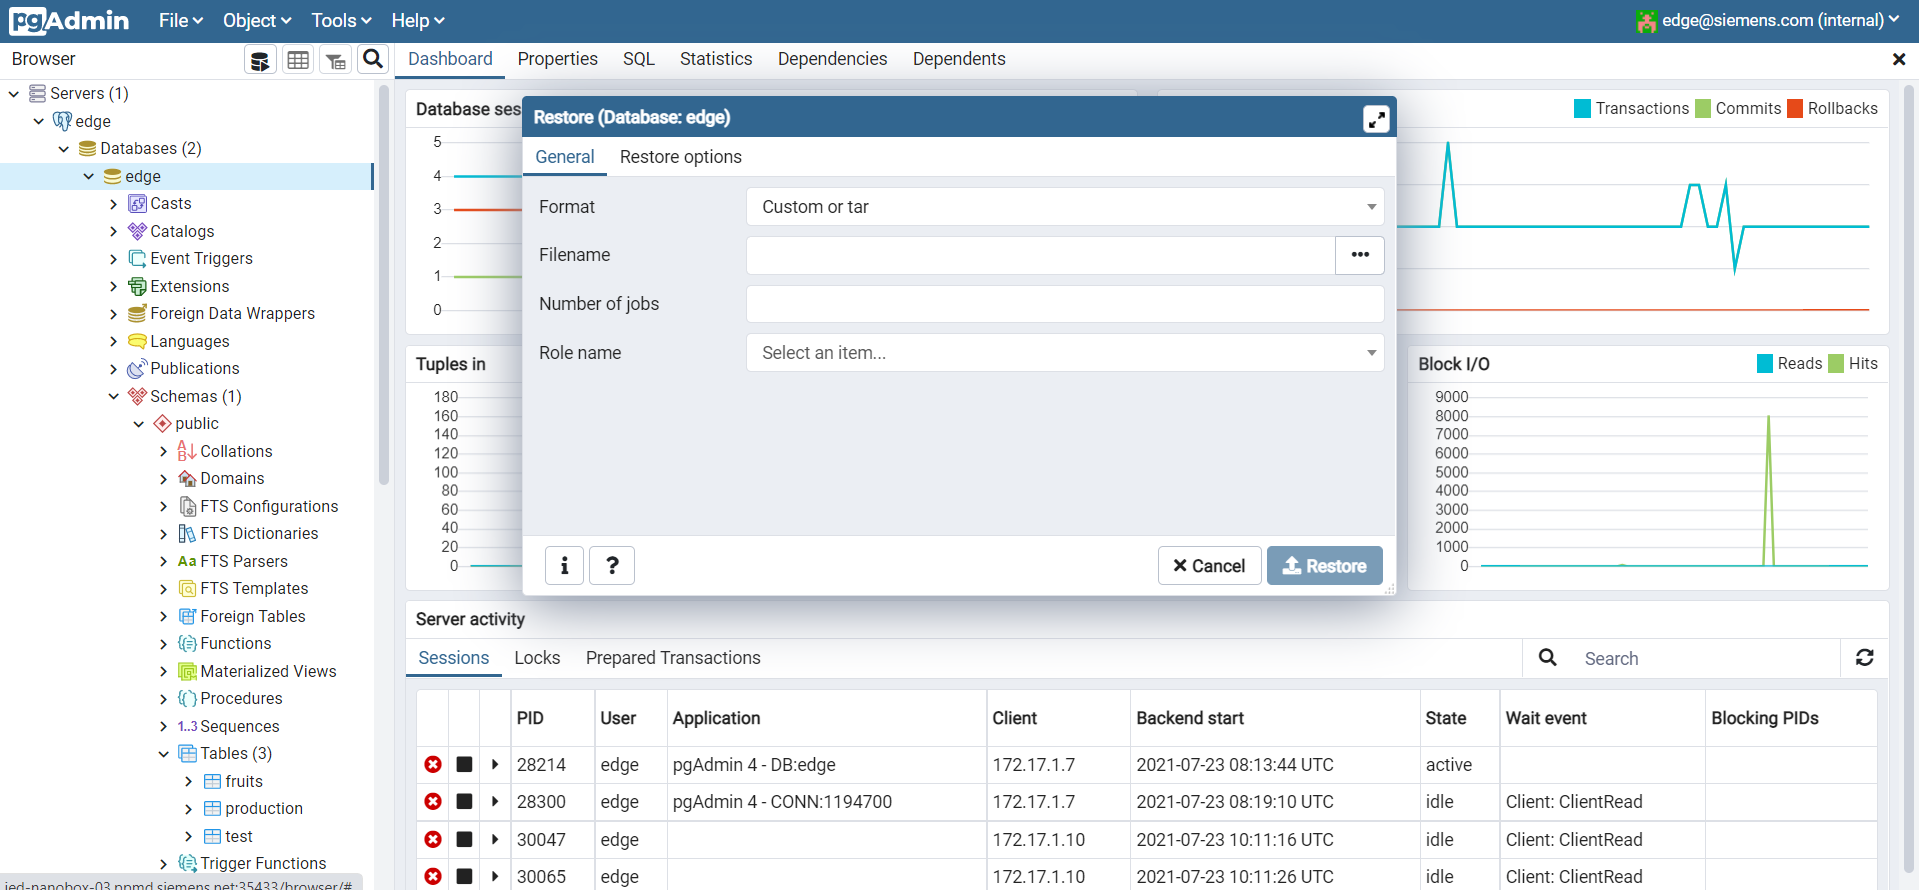 pgAdmin File Object Tools Help edge@siemens.com (internal)
Browser
Dashboard Properties SQL Statistics Dependencies Dependents
Servers (1)
edge
Databases (2)
edge
Casts
Catalogs
Event Triggers
Extensions
Foreign Data Wrappers
Languages
Publications
Schemas (1)
public
Collations
Domains
FTS Configurations
FTS Dictionaries
Aa FTS Parsers
FTS Templates
Foreign Tables
Functions
Materialized Views
Procedures
1..3 Sequences
Tables (3)
fruits
production
test
Trigger Functions
ied-nanobox-03.ppmd.siemens.net:35433/browser/#
Database ses
5
4
3
2
1
0
Transactions Commits Rollbacks
Restore (Database: edge)
General Restore options
Format Custom or tar
Filename
Number of jobs
Role name Select an item...
i ? Cancel Restore
Tuples in
180
160
140
120
100
80
60
40
20
0
Block I/O Reads Hits
9000
8000
7000
6000
5000
4000
3000
2000
1000
0
Server activity
Sessions Locks Prepared Transactions Search
PID User Application Client Backend start State Wait event Blocking PIDs
28214 edge pgAdmin 4 - DB:edge 172.17.1.7 2021-07-23 08:13:44 UTC active
28300 edge pgAdmin 4 - CONN:1194700 172.17.1.7 2021-07-23 08:19:10 UTC idle Client: ClientRead
30047 edge 172.17.1.10 2021-07-23 10:11:16 UTC idle Client: ClientRead
30065 edge 172.17.1.10 2021-07-23 10:11:26 UTC idle Client: ClientRead